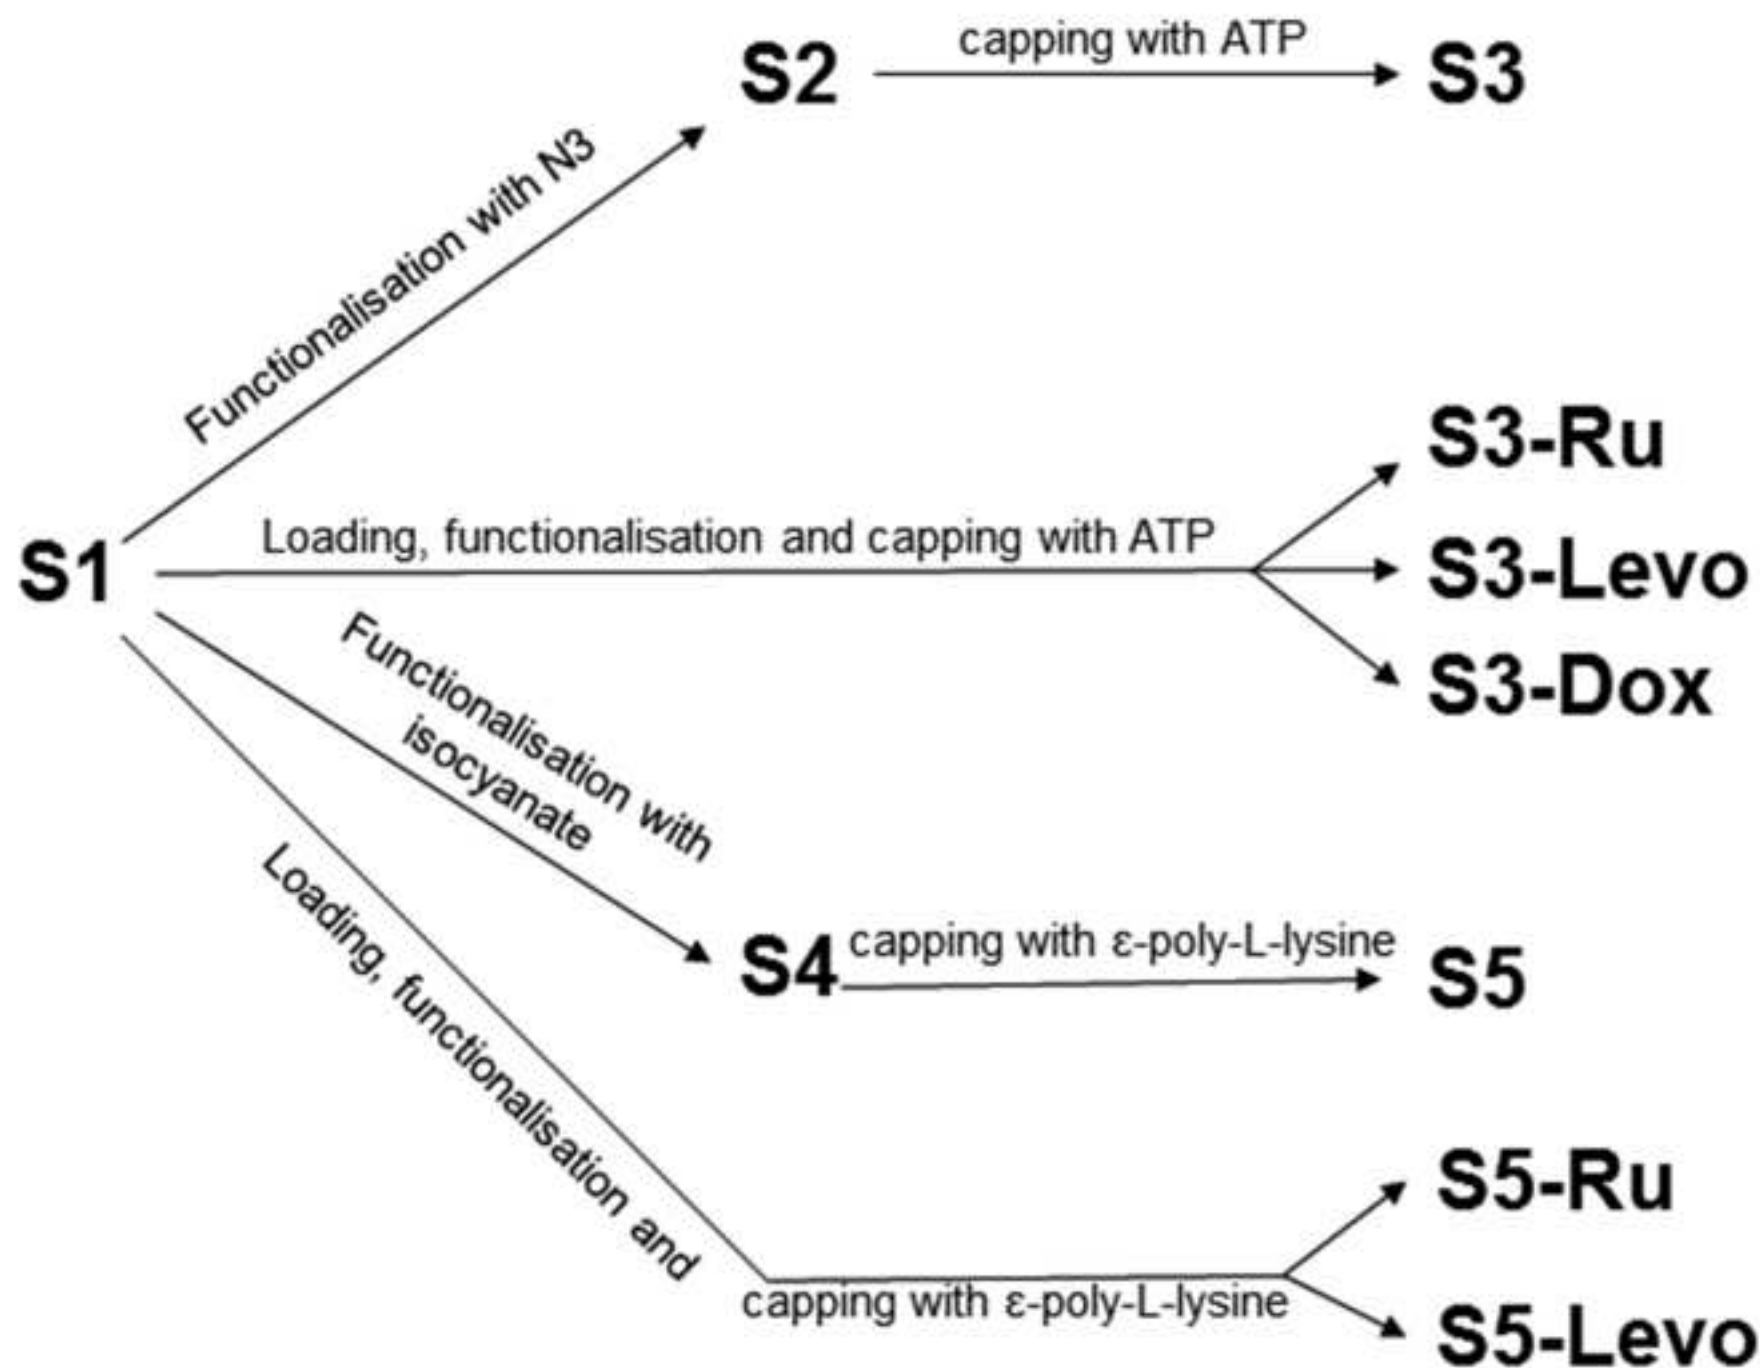 S2
capping with ATP
S3
Functionalisation with N3
S3-Ru
S1
Loading, functionalisation and capping with ATP
S3-Levo
S3-Dox
Functionalisation with
isocyanate
S4
capping with ε-poly-L-lysine
S5
Loading, functionalisation and
capping with ε-poly-L-lysine
S5-Ru
S5-Levo